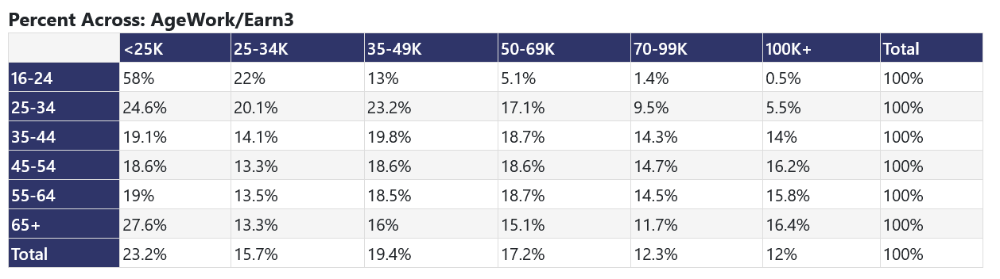 Percent Across: AgeWork/Earn3
<25K 25-34K 35-49K 50-69K 70-99K 100K+ Total
16-24 58% 22% 13% 5.1% 1.4% 0.5% 100%
25-34 24.6% 20.1% 23.2% 17.1% 9.5% 5.5% 100%
35-44 19.1% 14.1% 19.8% 18.7% 14.3% 14% 100%
45-54 18.6% 13.3% 18.6% 18.6% 14.7% 16.2% 100%
55-64 19% 13.5% 18.5% 18.7% 14.5% 15.8% 100%
65+ 27.6% 13.3% 16% 15.1% 11.7% 16.4% 100%
Total 23.2% 15.7% 19.4% 17.2% 12.3% 12% 100%